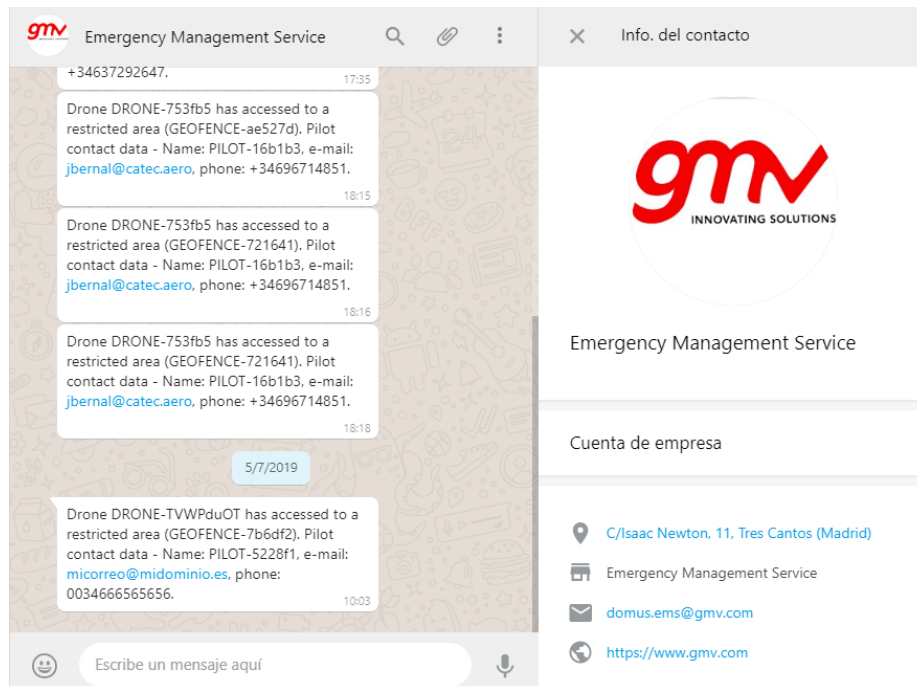 gmv
Emergency Management Service
+34637292647.
17:35
Drone DRONE-753fb5 has accessed to a
restricted area (GEOFENCE-ae527d). Pilot
contact data - Name: PILOT-16b1b3, e-mail:
jbernal@catec.aero, phone: +34696714851.
18:15
Drone DRONE-753fb5 has accessed to a
restricted area (GEOFENCE-721641). Pilot
contact data - Name: PILOT-16b1b3, e-mail:
jbernal@catec.aero, phone: +34696714851.
18:16
Drone DRONE-753fb5 has accessed to a
restricted area (GEOFENCE-721641). Pilot
contact data - Name: PILOT-16b1b3, e-mail:
jbernal@catec.aero, phone: +34696714851.
18:18
5/7/2019
Drone DRONE-TVWPduOT has accessed to a
restricted area (GEOFENCE-7b6df2). Pilot
contact data - Name: PILOT-5228f1, e-mail:
micorreo@midominio.es, phone:
0034666565656.
10:03
Escribe un mensaje aquí
Info. del contacto
gmv
INNOVATING SOLUTIONS
Emergency Management Service
Cuenta de empresa
C/Isaac Newton, 11, Tres Cantos (Madrid)
Emergency Management Service
domus.ems@gmv.com
https://www.gmv.com